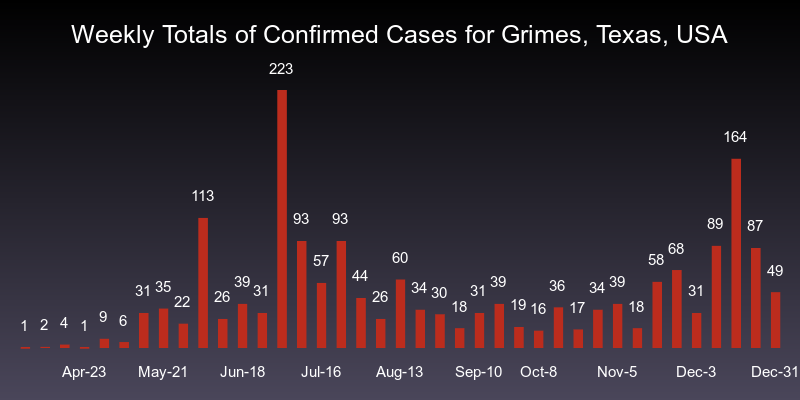 Weekly Totals of Confirmed Cases for Grimes, Texas, USA
1 2 4 1 9 6 31 35 22 113 26 39 31 223 93 57 93 44 26 60 34 30 18 31 39 19 16 36 17 34 39 18 58 68 31 89 164 87 49
Apr-23 May-21 Jun-18 Jul-16 Aug-13 Sep-10 Oct-8 Nov-5 Dec-3 Dec-31